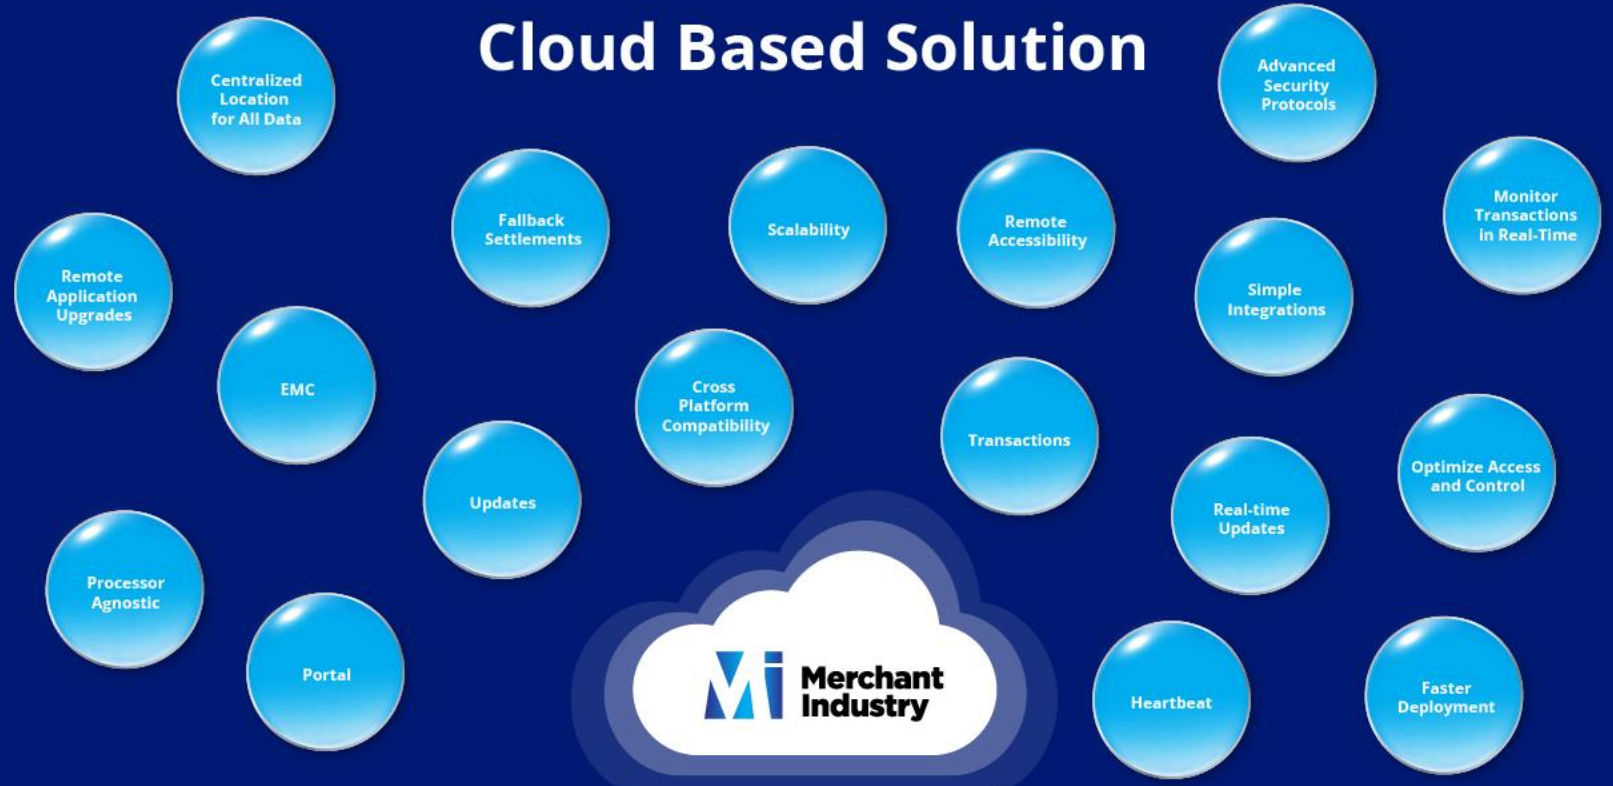 Cloud Based Solution
Centralized
Location
for All Data
Advanced
Security
Protocols
Fallback
Settlements
Scalability
Remote
Accessibility
Monitor
Transactions
in Real-Time
Remote
Application
Upgrades
Simple
Integrations
EMC
Cross
Platform
Compatibility
Transactions
Optimize Access
and Control
Updates
Real-time
Updates
Processor
Agnostic
Portal
Mi
Merchant
Industry
Heartbeat
Faster
Deployment